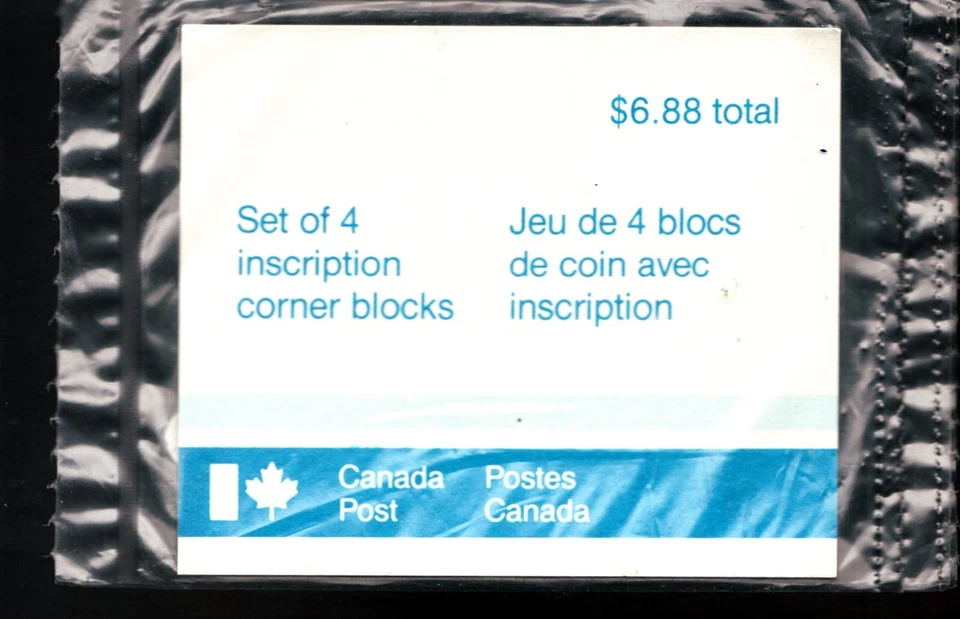 $6.88 total
Set of 4
inscription
corner blocks
Jeu de 4 blocs
de coin avec
inscription
Canada
Post
Postes
Canada